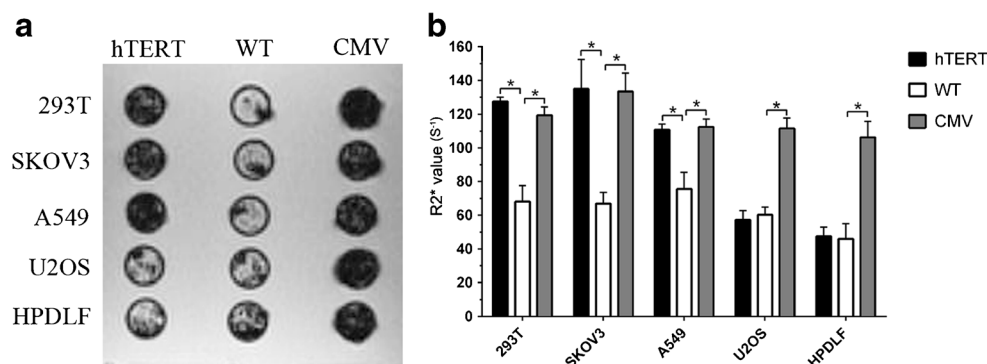 a
hTERT WT CMV
293T
SKOV3
A549
U2OS
HPDLF
b
160
140
120
100
80
60
40
20
0
R2* value (S⁻¹)
* * * * * * * *
293T
SKOV3
A549
U2OS
HPDLF
hTERT
WT
CMV